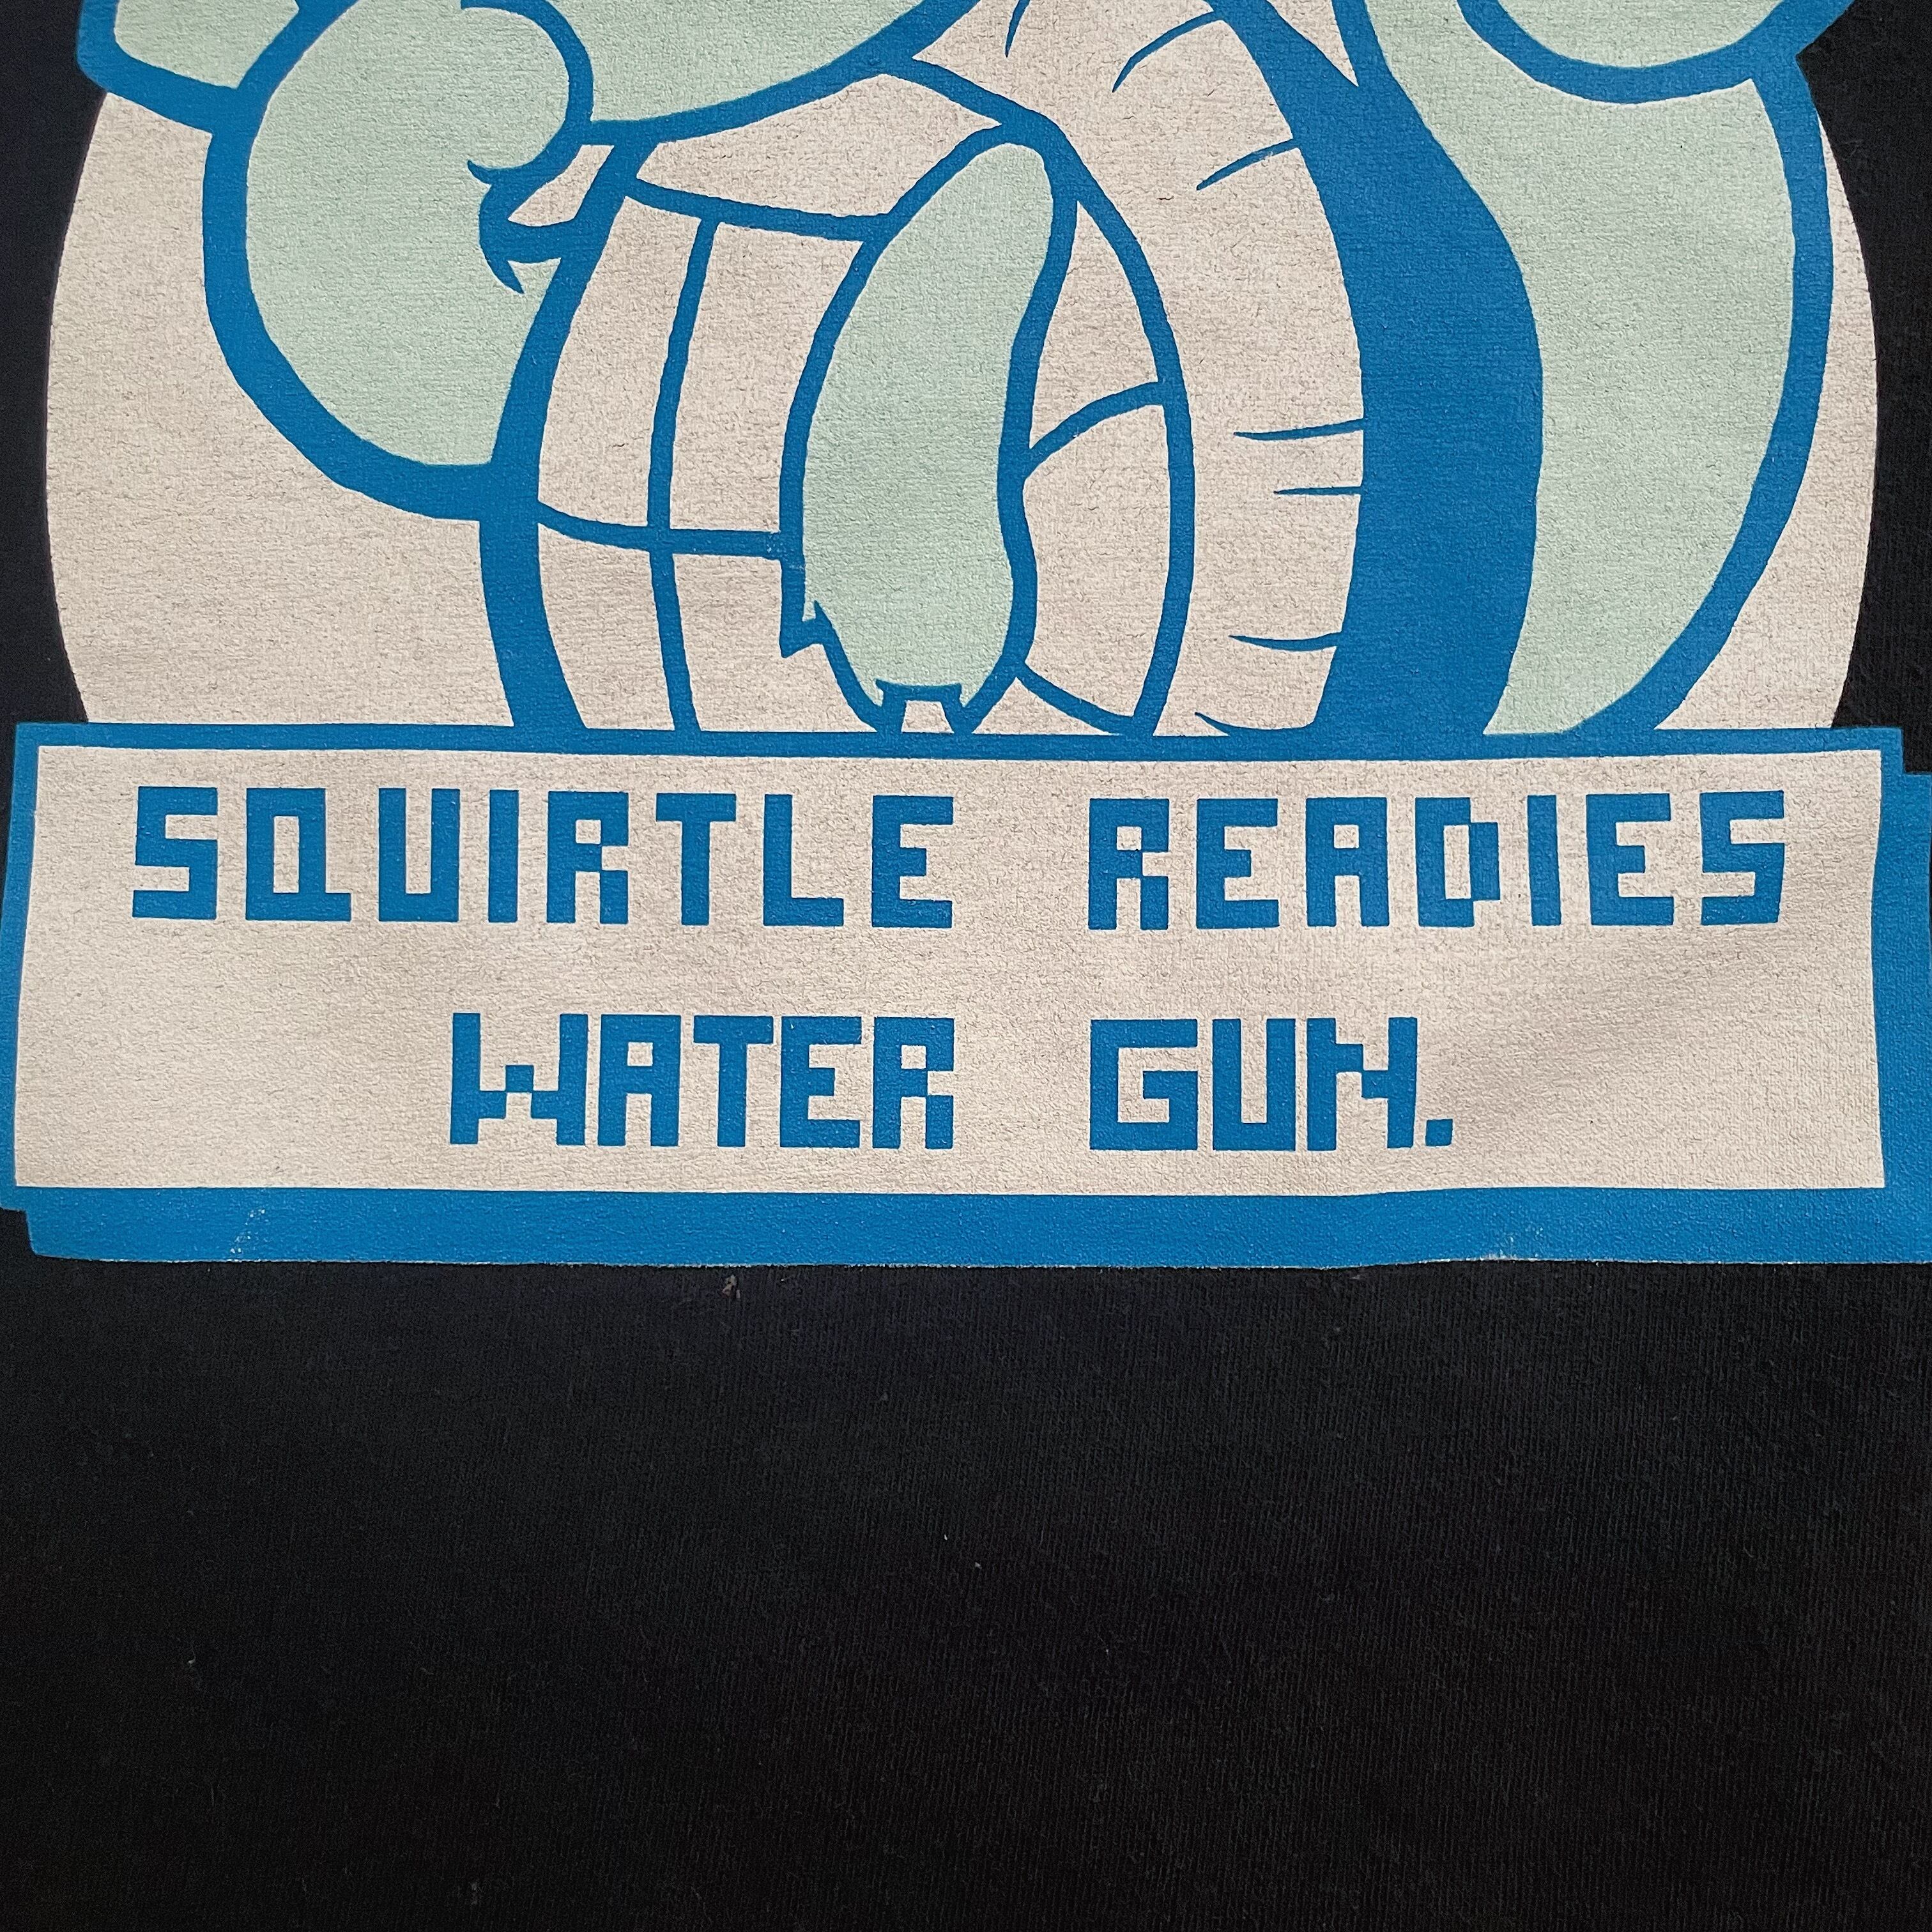 SQUIRTLE READIES
WATER GUN.